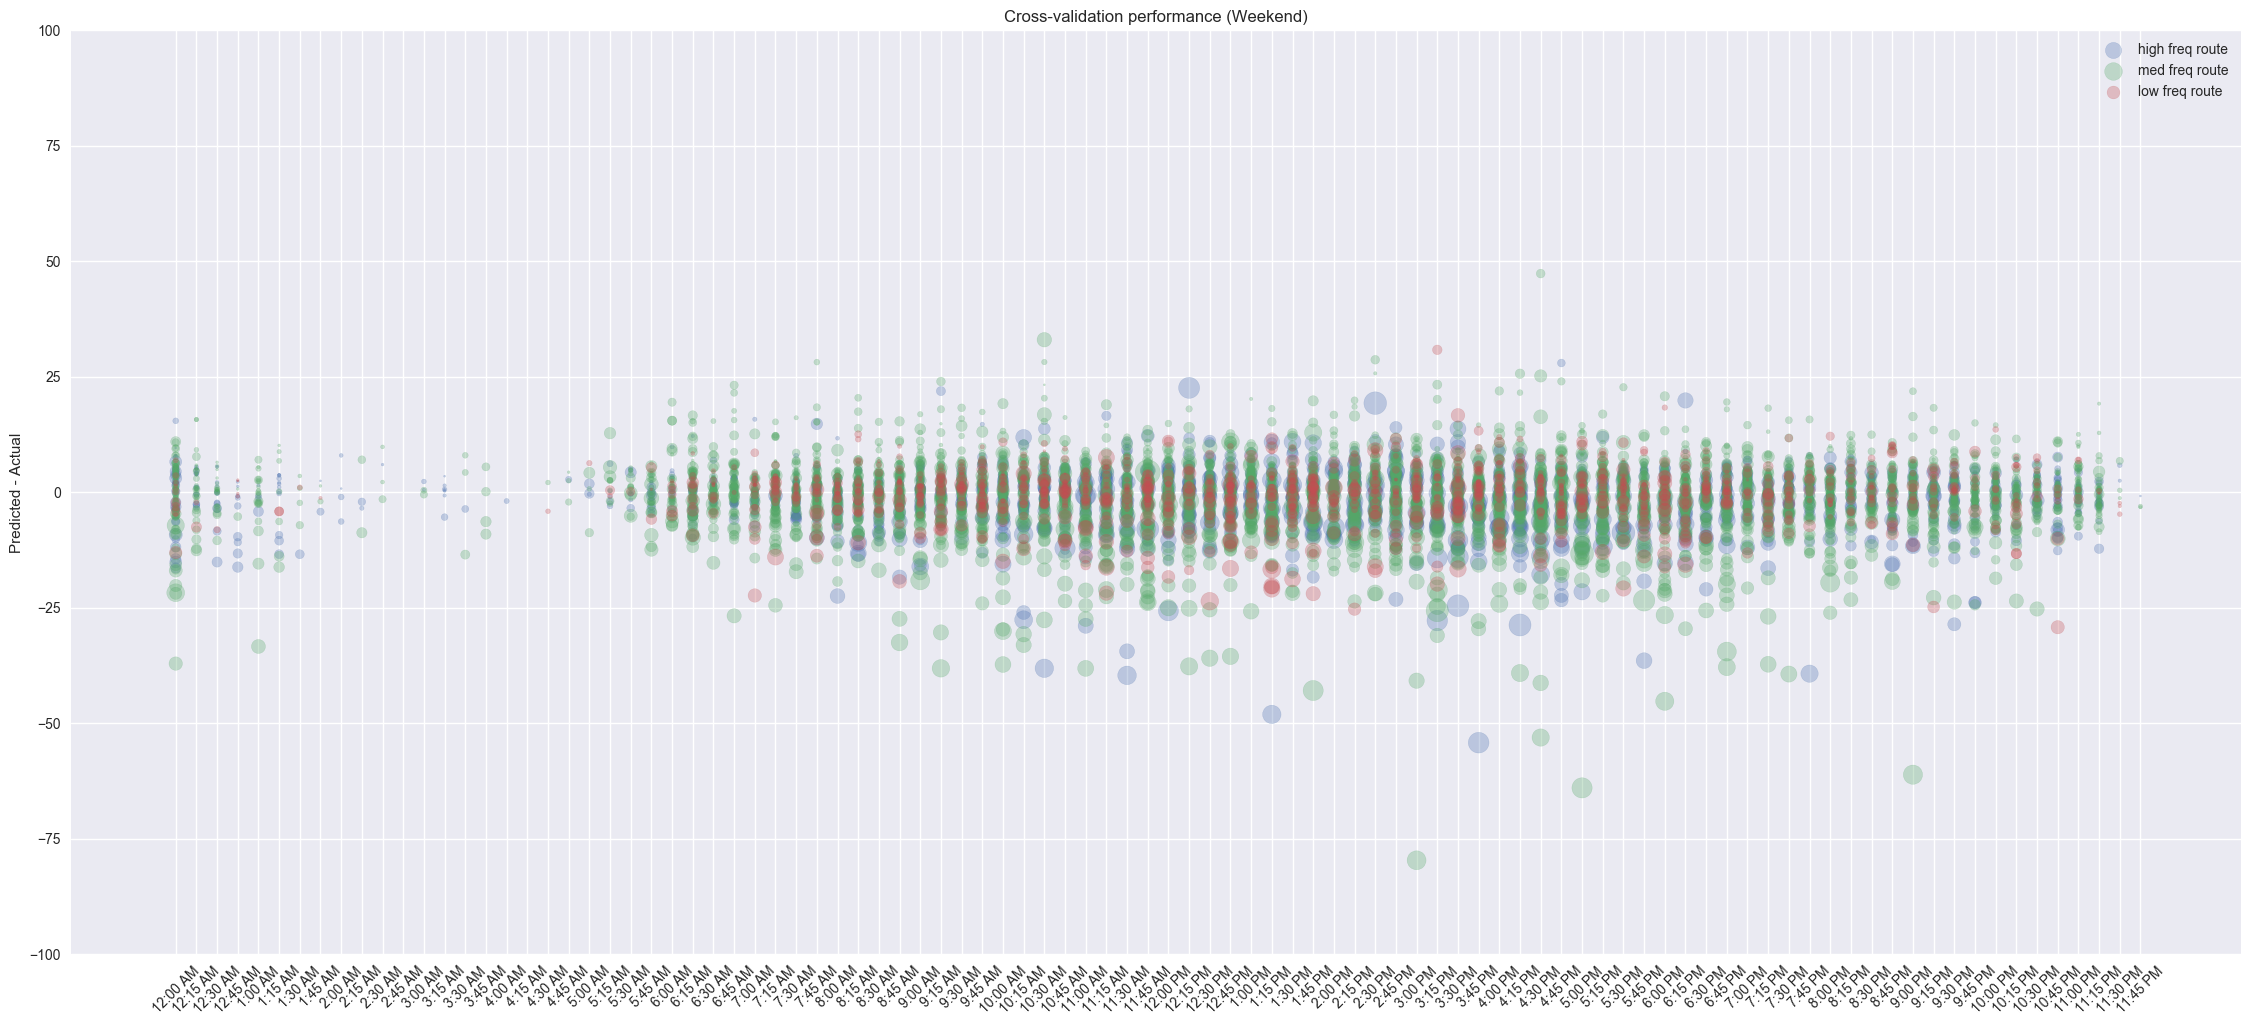 Cross-validation performance (Weekend)
high freq route
med freq route
low freq route
Predicted - Actual
100
75
50
25
0
−25
−50
−75
−100
12:00 AM
12:15 AM
12:30 AM
12:45 AM
1:00 AM
1:15 AM
1:30 AM
1:45 AM
2:00 AM
2:15 AM
2:30 AM
2:45 AM
3:00 AM
3:15 AM
3:30 AM
3:45 AM
4:00 AM
4:15 AM
4:30 AM
4:45 AM
5:00 AM
5:15 AM
5:30 AM
5:45 AM
6:00 AM
6:15 AM
6:30 AM
6:45 AM
7:00 AM
7:15 AM
7:30 AM
7:45 AM
8:00 AM
8:15 AM
8:30 AM
8:45 AM
9:00 AM
9:15 AM
9:30 AM
9:45 AM
10:00 AM
10:15 AM
10:30 AM
10:45 AM
11:00 AM
11:15 AM
11:30 AM
11:45 AM
12:00 PM
12:15 PM
12:30 PM
12:45 PM
1:00 PM
1:15 PM
1:30 PM
1:45 PM
2:00 PM
2:15 PM
2:30 PM
2:45 PM
3:00 PM
3:15 PM
3:30 PM
3:45 PM
4:00 PM
4:15 PM
4:30 PM
4:45 PM
5:00 PM
5:15 PM
5:30 PM
5:45 PM
6:00 PM
6:15 PM
6:30 PM
6:45 PM
7:00 PM
7:15 PM
7:30 PM
7:45 PM
8:00 PM
8:15 PM
8:30 PM
8:45 PM
9:00 PM
9:15 PM
9:30 PM
9:45 PM
10:00 PM
10:15 PM
10:30 PM
10:45 PM
11:00 PM
11:15 PM
11:30 PM
11:45 PM